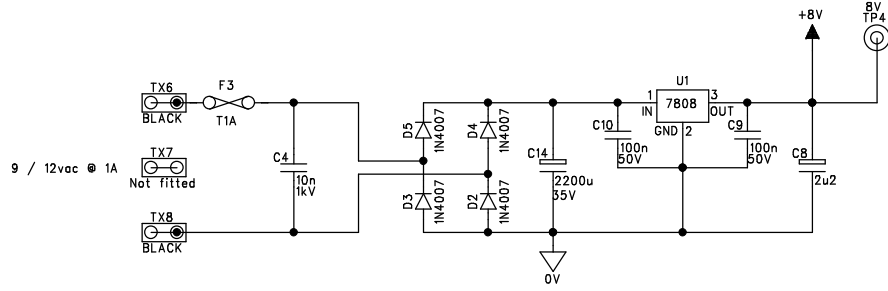 8V
TP4
+8V
TX6
F3
BLACK
T1A
U1
1
7808
3
IN
OUT
GND
2
D5
1N4007
D4
1N4007
C10
100n
50V
C9
100n
50V
9 / 12vac @ 1A
TX7
Not fitted
C4
10n
1kV
C14
2200u
35V
C8
2u2
D3
1N4007
D2
1N4007
TX8
BLACK
0V